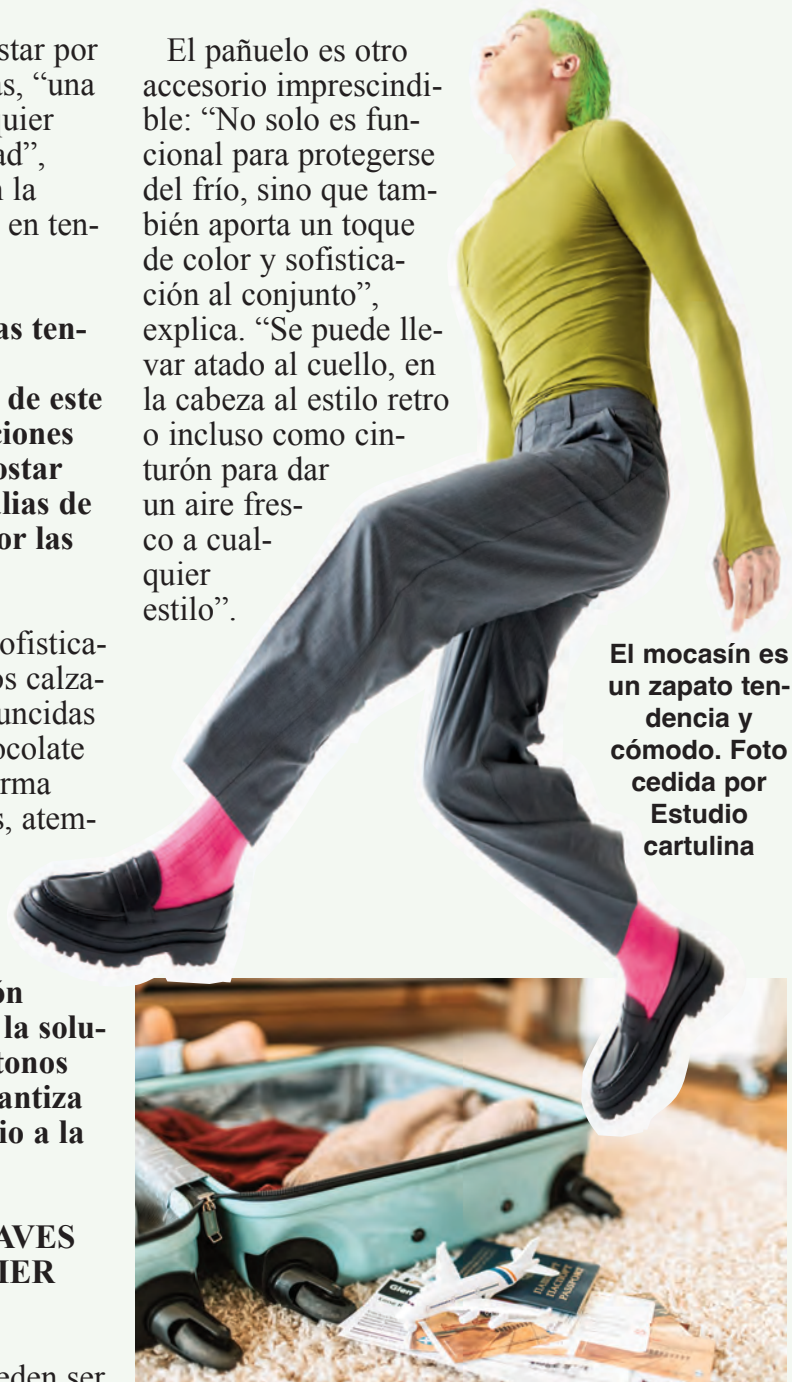 star por
as, “una
quier
ad”,
n la
en ten-
as ten-
de este
ciones
ostar
alias de
or las
ofistica-
os calza-
uncidas
ocolate
rma
s, atem-
ón
la solu-
tonos
antiza
io a la
AVES
IER
eden ser
El pañuelo es otro
accesorio imprescindi-
ble: “No solo es fun-
cional para protegerse
del frío, sino que tam-
bién aporta un toque
de color y sofistica-
ción al conjunto”,
explica. “Se puede lle-
var atado al cuello, en
la cabeza al estilo retro
o incluso como cin-
turón para dar
un aire fres-
co a cual-
quier
estilo”.
El mocasín es
un zapato ten-
dencia y
cómodo. Foto
cedida por
Estudio
cartulina
Glen
ПАСПОРТ
PASSPORT